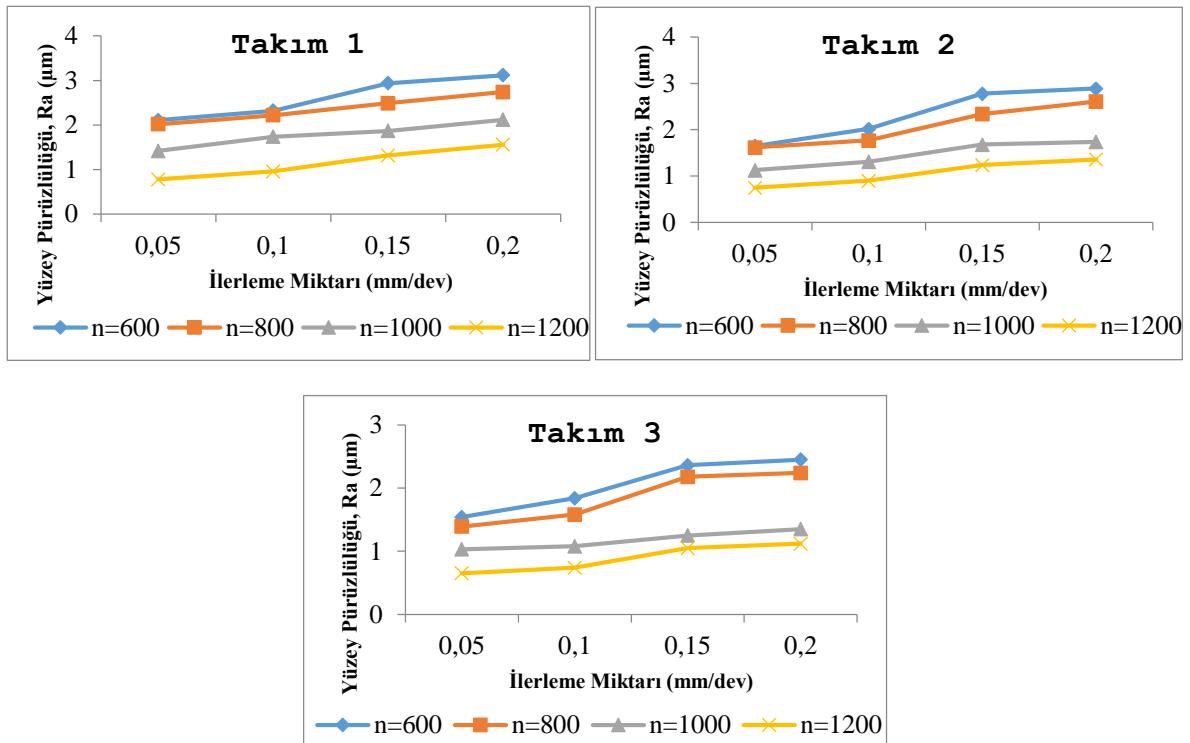 Takım 1
Yüzey Pürüzlülüğü, Ra (µm)
4
3
2
1
0
0,05 0,1 0,15 0,2
İlerleme Miktarı (mm/dev)
n=600 n=800 n=1000 n=1200
Takım 2
Yüzey Pürüzlülüğü, Ra (µm)
4
3
2
1
0
0,05 0,1 0,15 0,2
İlerleme Miktarı (mm/dev)
n=600 n=800 n=1000 n=1200
Takım 3
Yüzey Pürüzlülüğü, Ra (µm)
3
2
1
0
0,05 0,1 0,15 0,2
İlerleme Miktarı (mm/dev)
n=600 n=800 n=1000 n=1200